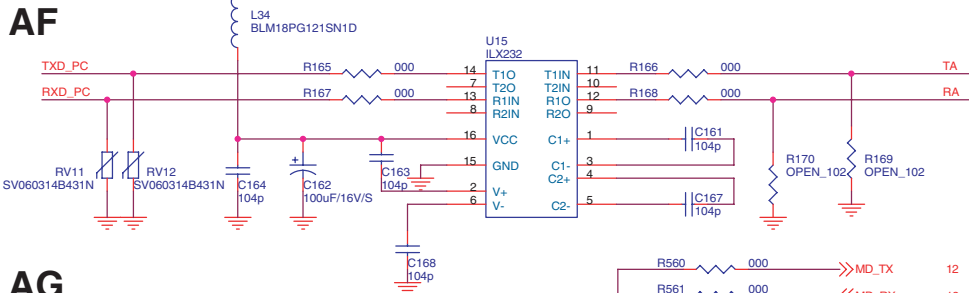 AF
L34
BLM18PG121SN1D
U15
ILX232
TXD_PC
R165
000
14
T1O
T1IN
11
R166
000
TA
7
T2O
T2IN
10
RXD_PC
R167
000
13
R1IN
R1O
12
R168
000
RA
8
R2IN
R2O
9
16
VCC
C1+
1
C161
104p
15
GND
C1-
3
C2+
4
2
V+
6
V-
C2-
5
C167
104p
RV11
SV060314B431N
RV12
SV060314B431N
C164
104p
+
C162
100uF/16V/S
C163
104p
R170
OPEN_102
R169
OPEN_102
C168
104p
AG
R560
000
MD_TX
12
R561
000